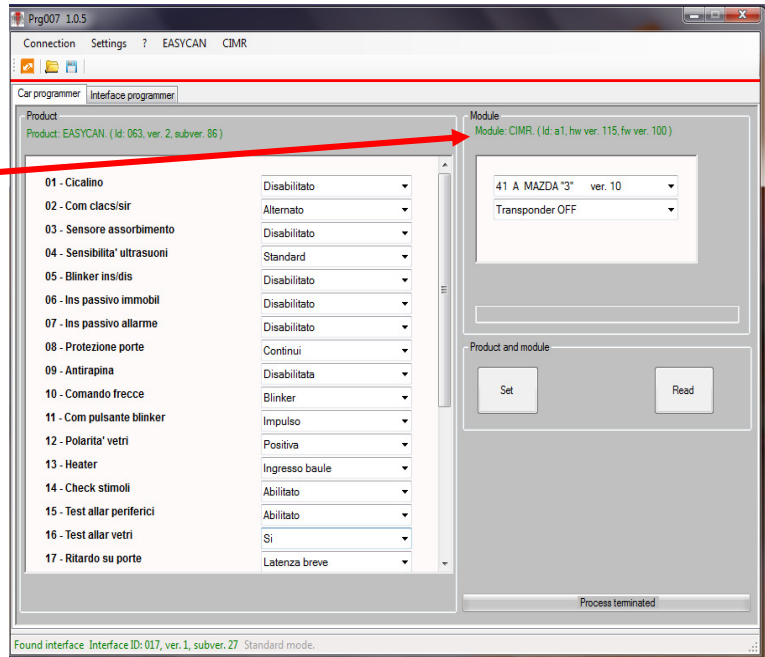 Prg007 1.0.5
Connection Settings ? EASYCAN CIMR
Car programmer Interface programmer
Product
Product: EASYCAN. ( Id: 063, ver. 2, subver. 86 )
01 - Cicalino Disabilitato
02 - Com clacs/sir Alternato
03 - Sensore assorbimento Disabilitato
04 - Sensibilita' ultrasuoni Standard
05 - Blinker ins/dis Disabilitato
06 - Ins passivo immobil Disabilitato
07 - Ins passivo allarme Disabilitato
08 - Protezione porte Continui
09 - Antirapina Disabilitata
10 - Comando frecce Blinker
11 - Com pulsante blinker Impulso
12 - Polarita' vetri Positiva
13 - Heater Ingresso baule
14 - Check stimoli Abilitato
15 - Test allar periferici Abilitato
16 - Test allar vetri Si
17 - Ritardo su porte Latenza breve
Module
Module: CIMR. ( Id: a1, hw ver. 115, fw ver. 100 )
41 A MAZDA "3" ver. 10
Transponder OFF
Product and module
Set Read
Process terminated
Found interface Interface ID: 017, ver. 1, subver. 27 Standard mode.